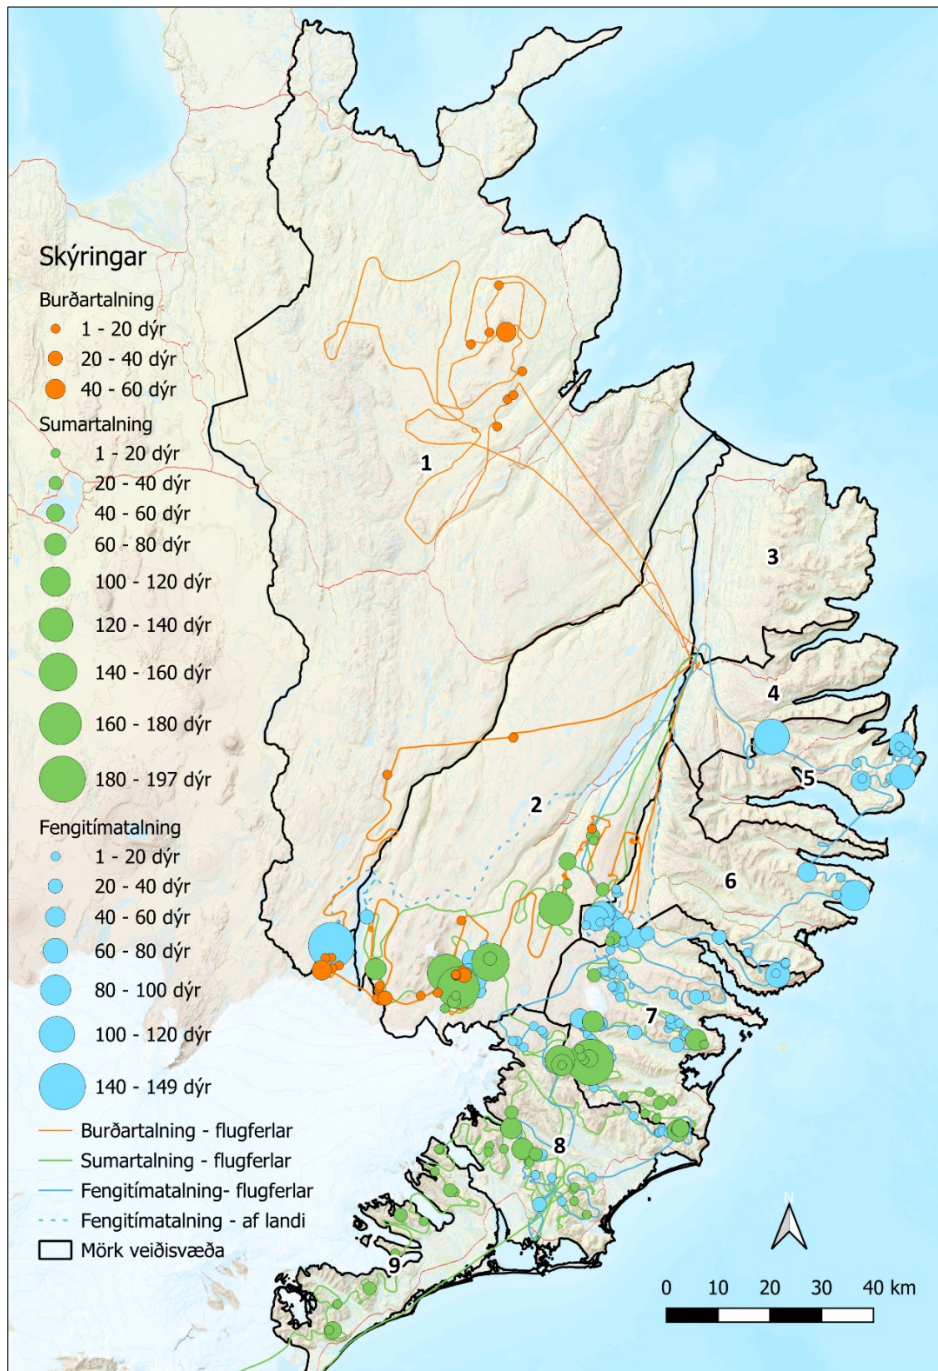 Skýringar
Burðartalning
1 - 20 dýr
20 - 40 dýr
40 - 60 dýr
Sumartalning
1 - 20 dýr
20 - 40 dýr
40 - 60 dýr
60 - 80 dýr
100 - 120 dýr
120 - 140 dýr
140 - 160 dýr
160 - 180 dýr
180 - 197 dýr
Fengitímatalning
1 - 20 dýr
20 - 40 dýr
40 - 60 dýr
60 - 80 dýr
80 - 100 dýr
100 - 120 dýr
140 - 149 dýr
Burðartalning - flugferlar
Sumartalning - flugferlar
Fengitímatalning- flugferlar
Fengitímatalning - af landi
Mörk veiðisvæða
1
2
3
4
5
6
7
8
9
N
0 10 20 30 40 km